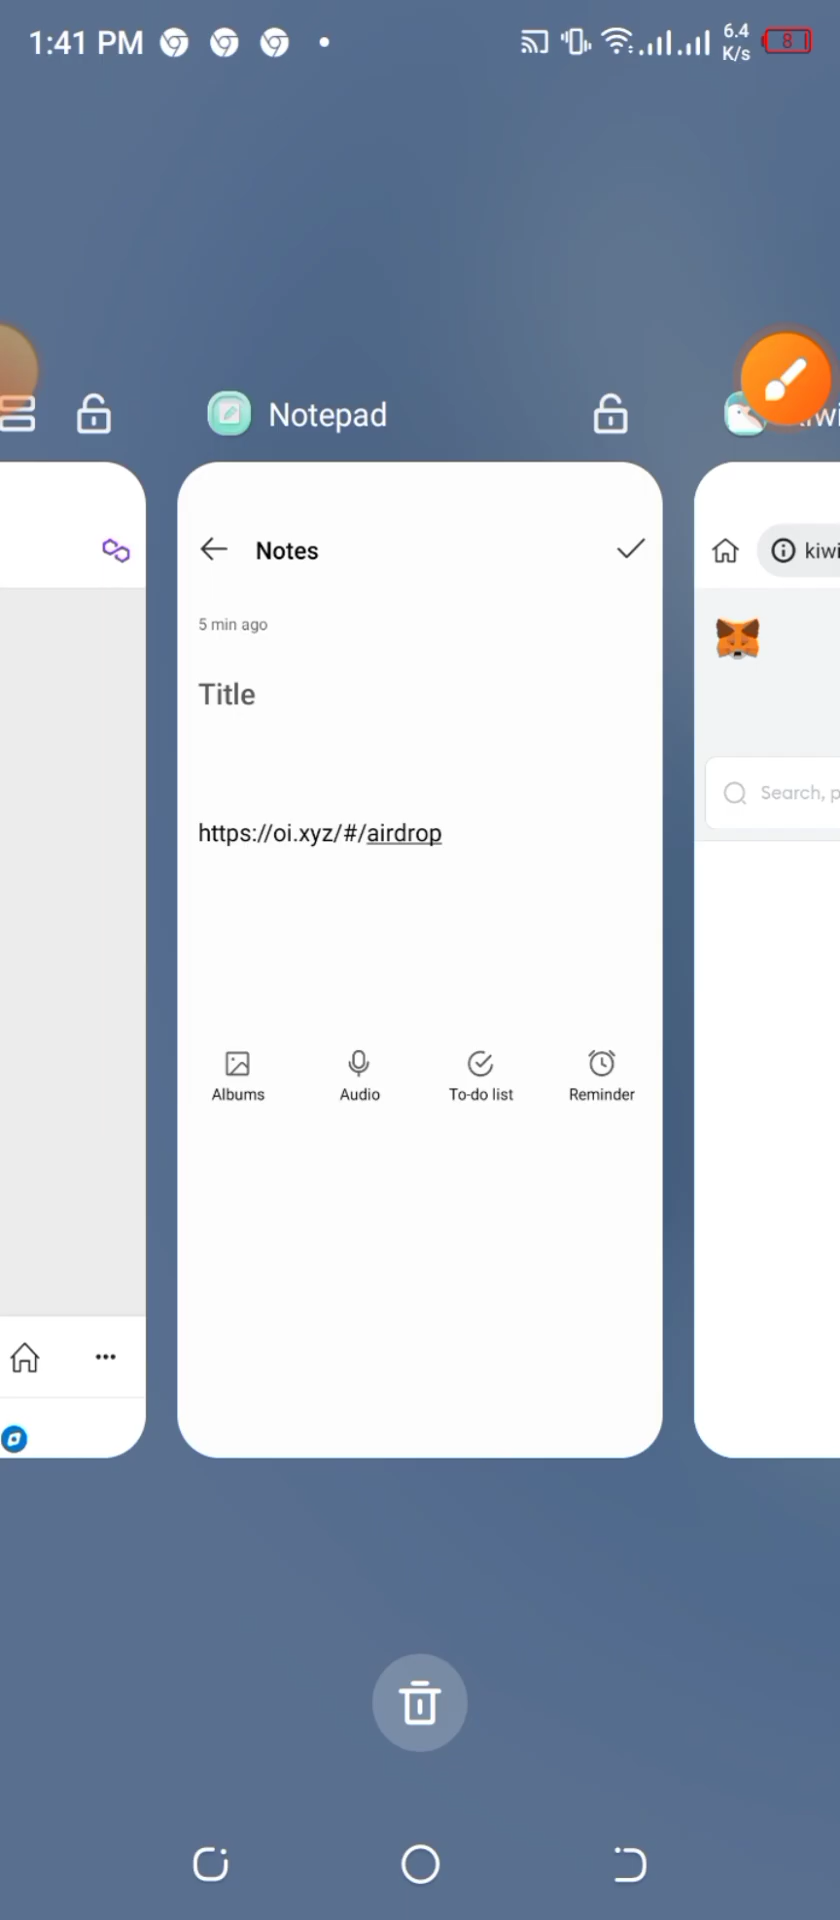 1:41 PM
6.4
K/s
8
Notepad
Notes
5 min ago
Title
https://oi.xyz/#/airdrop
Albums
Audio
To-do list
Reminder
kiwi
Search, p